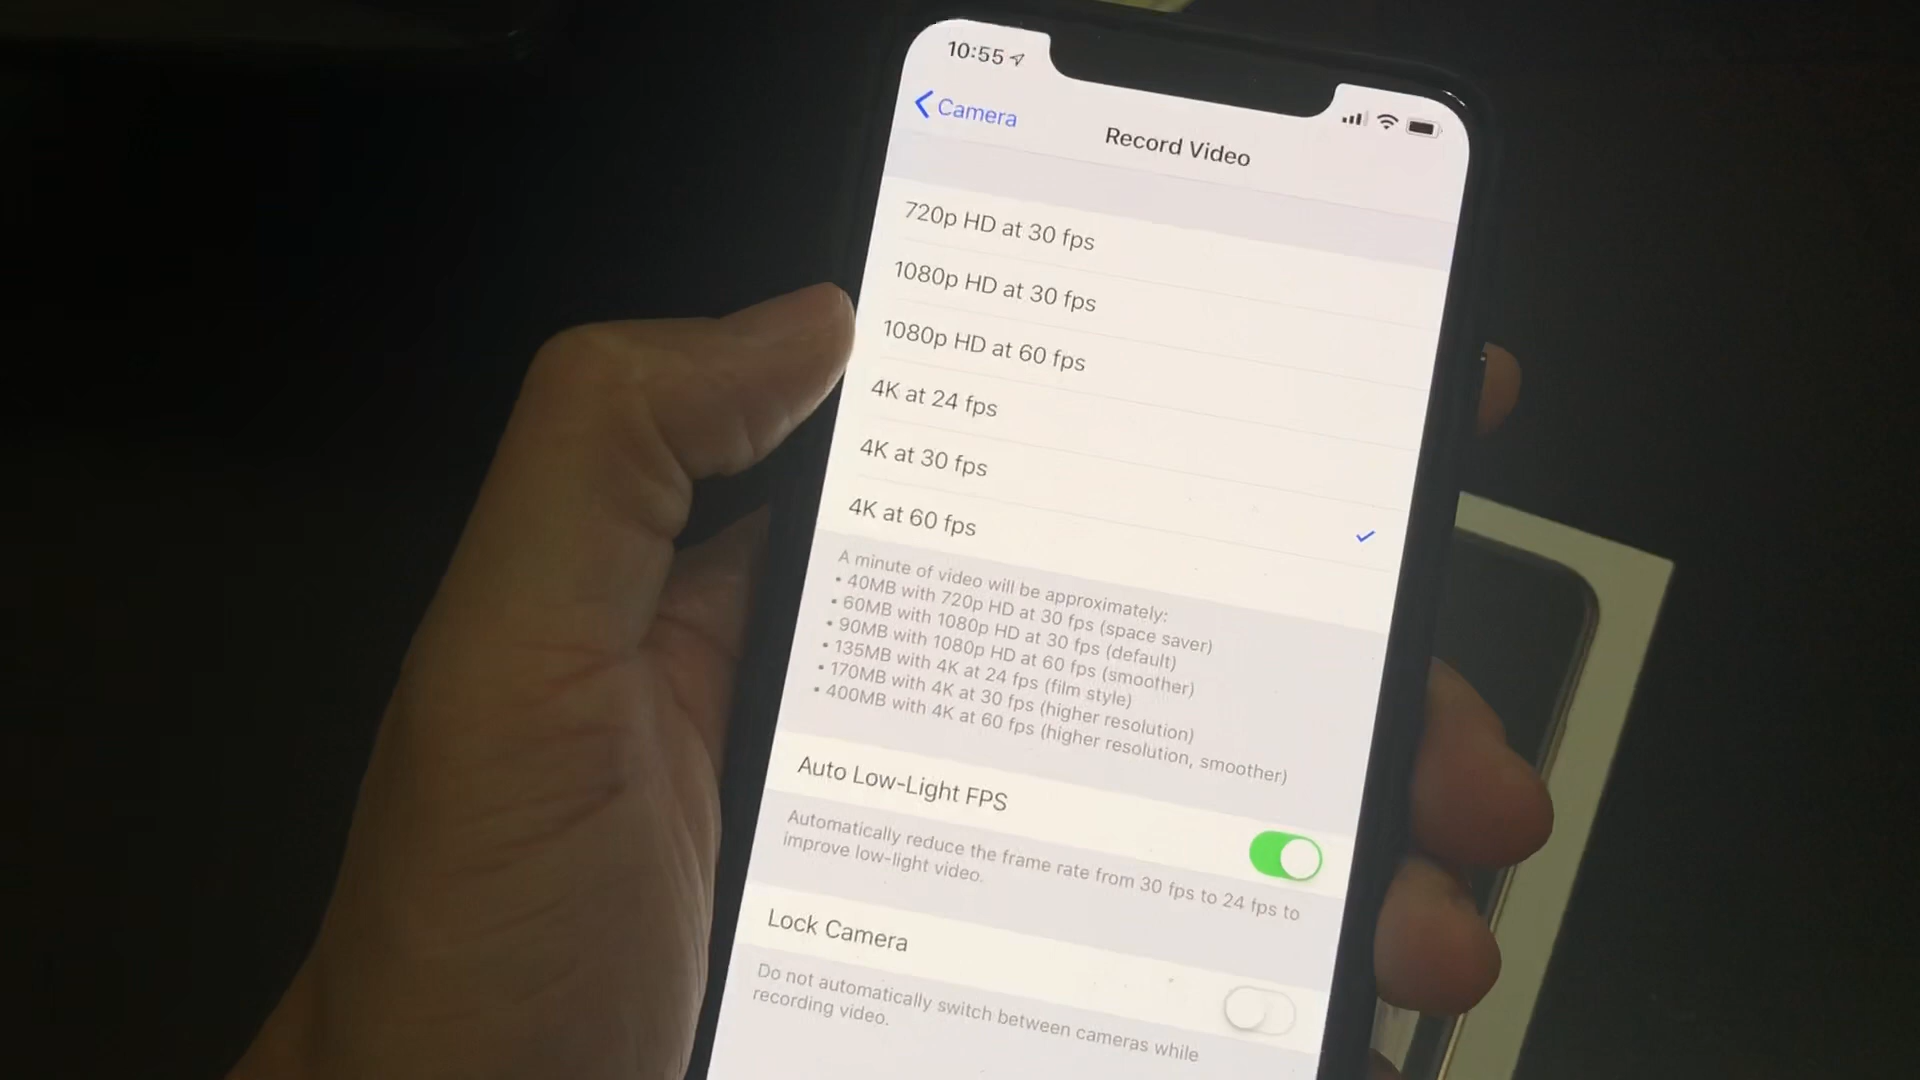 10:55
Camera
Record Video
720p HD at 30 fps
1080p HD at 30 fps
1080p HD at 60 fps
4K at 24 fps
4K at 30 fps
4K at 60 fps
A minute of video will be approximately:
• 40MB with 720p HD at 30 fps (space saver)
• 60MB with 1080p HD at 30 fps (default)
• 90MB with 1080p HD at 60 fps (smoother)
• 135MB with 4K at 24 fps (film style)
• 170MB with 4K at 30 fps (higher resolution)
• 400MB with 4K at 60 fps (higher resolution, smoother)
Auto Low-Light FPS
Automatically reduce the frame rate from 30 fps to 24 fps to
improve low-light video.
Lock Camera
Do not automatically switch between cameras while
recording video.